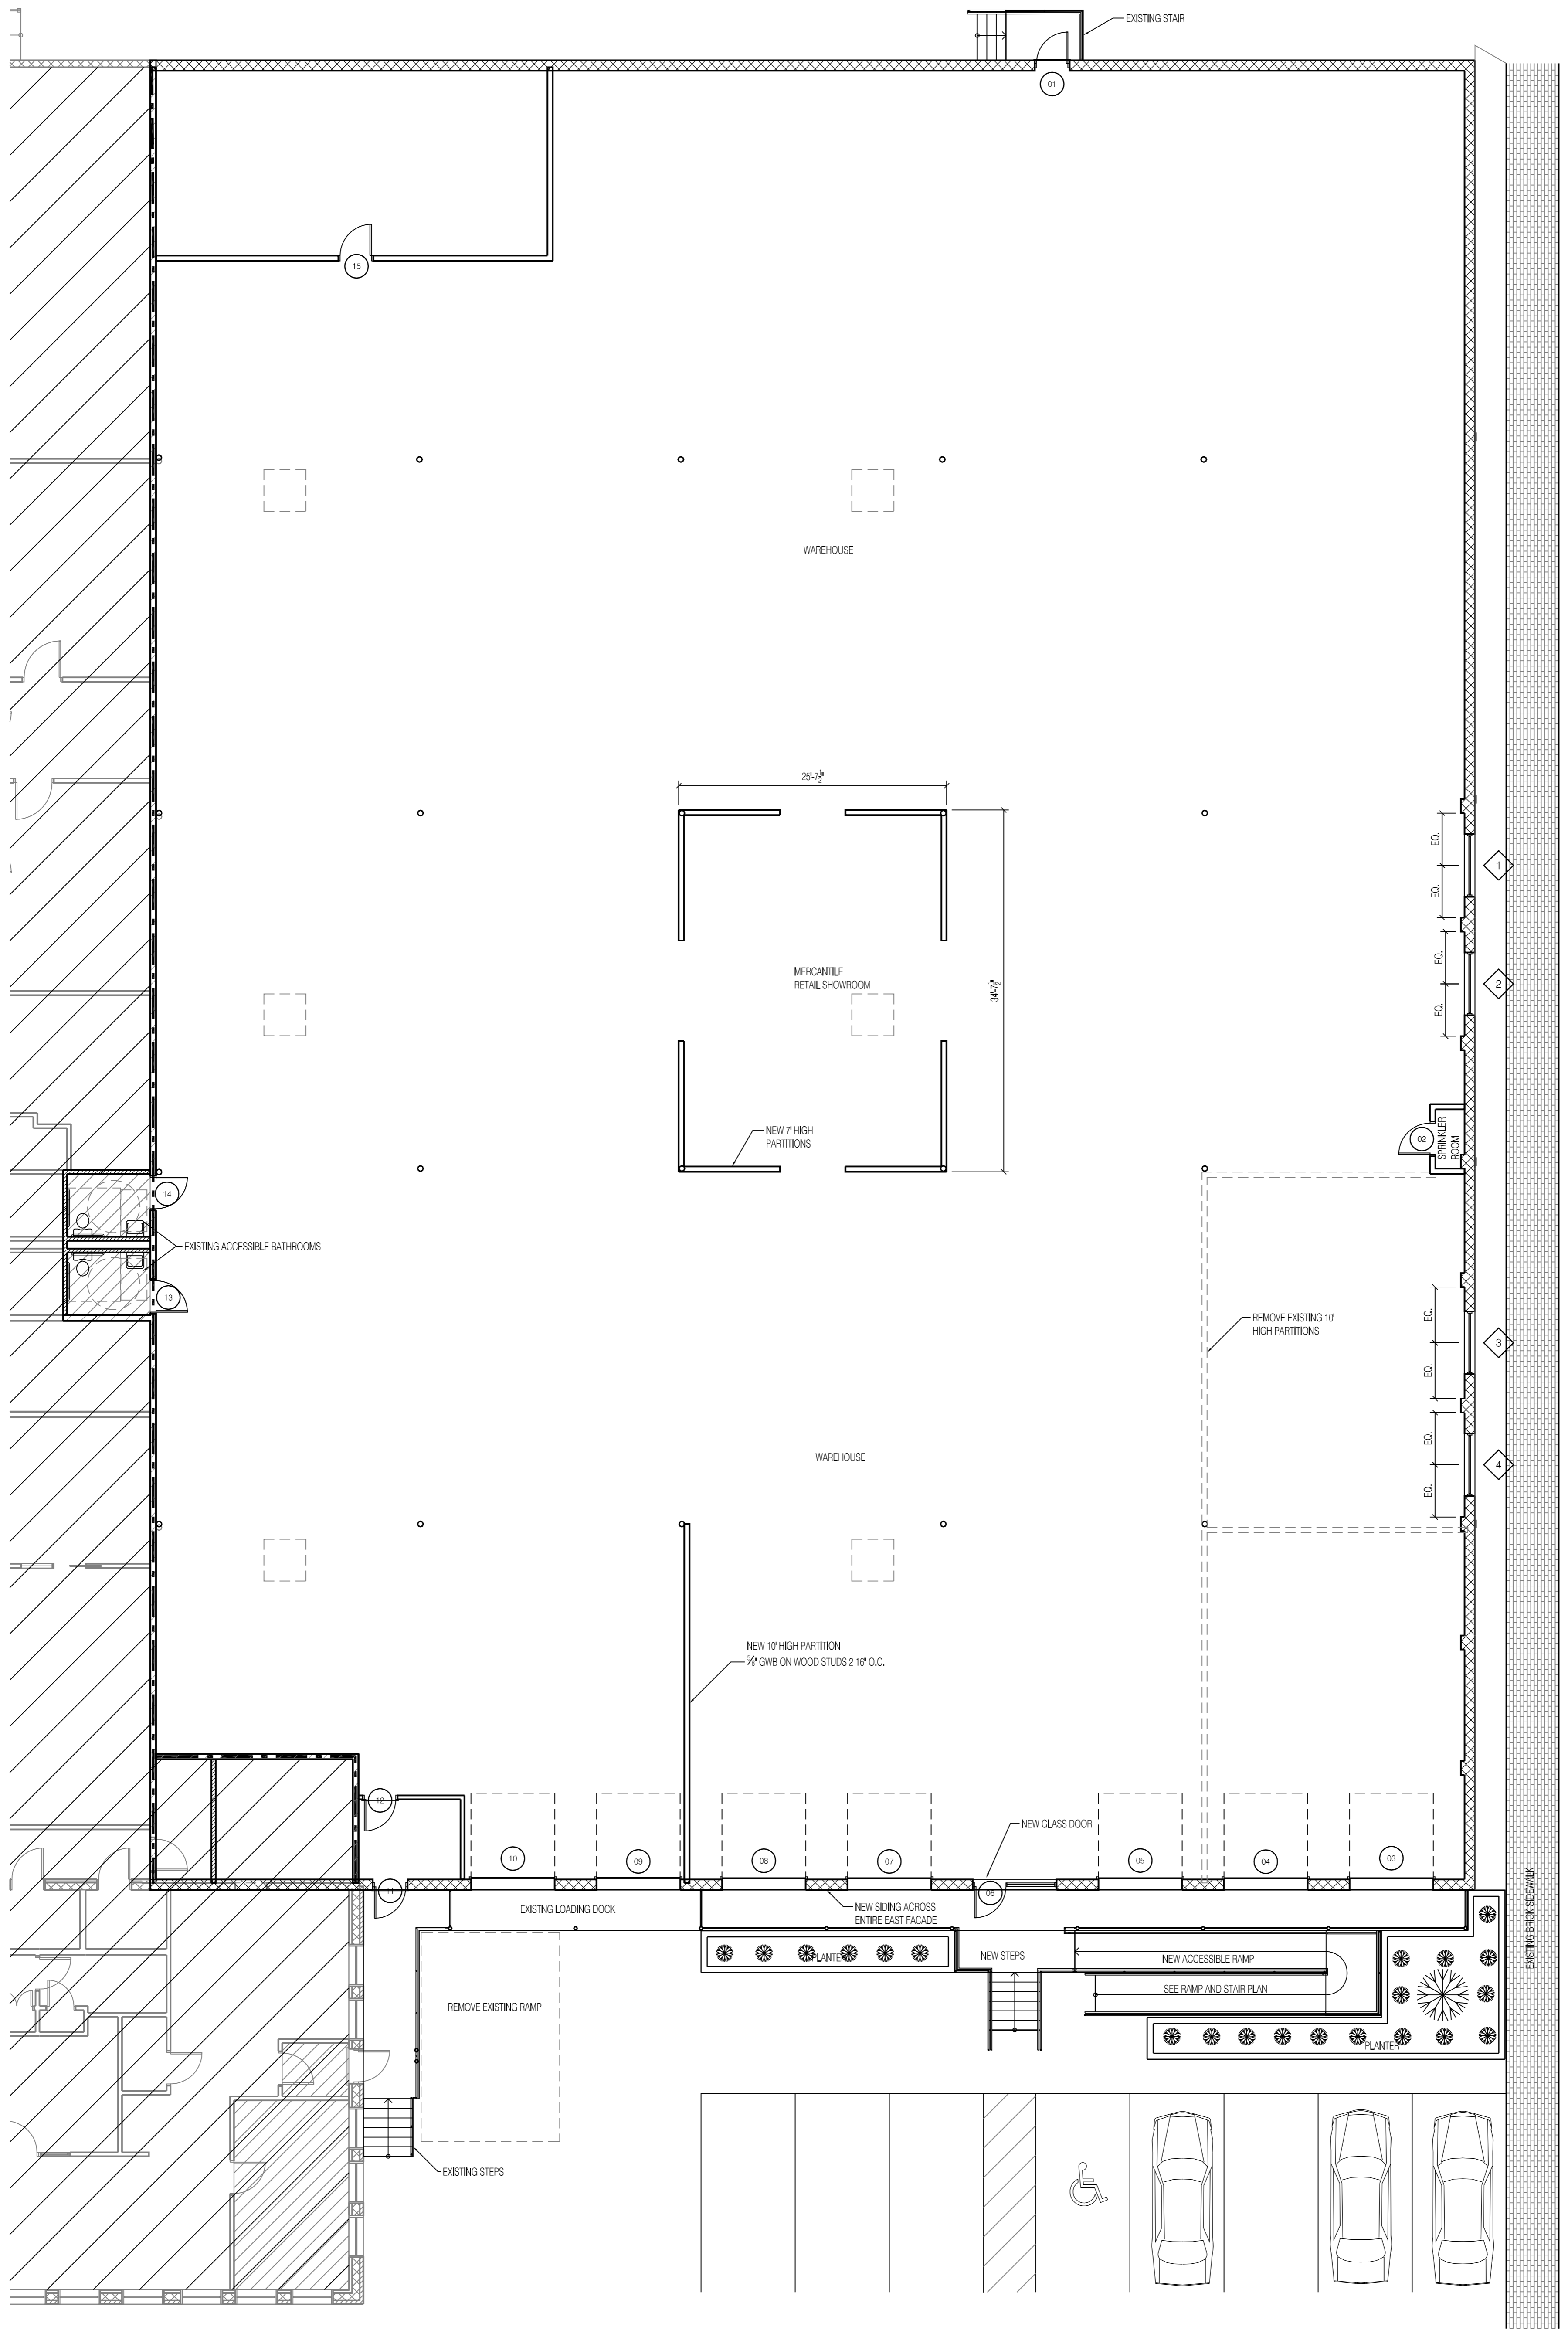 EXISTING STAIR
01
15
WAREHOUSE
25'-7½"
EQ.
1
EQ.
EQ.
MERCANTILE
RETAIL SHOWROOM
2
34'-7½"
EQ.
NEW 7' HIGH
PARTITIONS
02
SPRINKLER
ROOM
14
EXISTING ACCESSIBLE BATHROOMS
13
EQ.
REMOVE EXISTING 10'
HIGH PARTITIONS
3
EQ.
EQ.
WAREHOUSE
4
EQ.
NEW 10' HIGH PARTITION
⅝" GWB ON WOOD STUDS 2 16" O.C.
12
NEW GLASS DOOR
10
09
08
07
05
04
03
11
06
EXISTNG LOADING DOCK
NEW SIDING ACROSS
ENTIRE EAST FACADE
EXISTING BRICK SIDEWALK
PLANTER
NEW STEPS
NEW ACCESSIBLE RAMP
SEE RAMP AND STAIR PLAN
REMOVE EXISTING RAMP
PLANTER
EXISTING STEPS